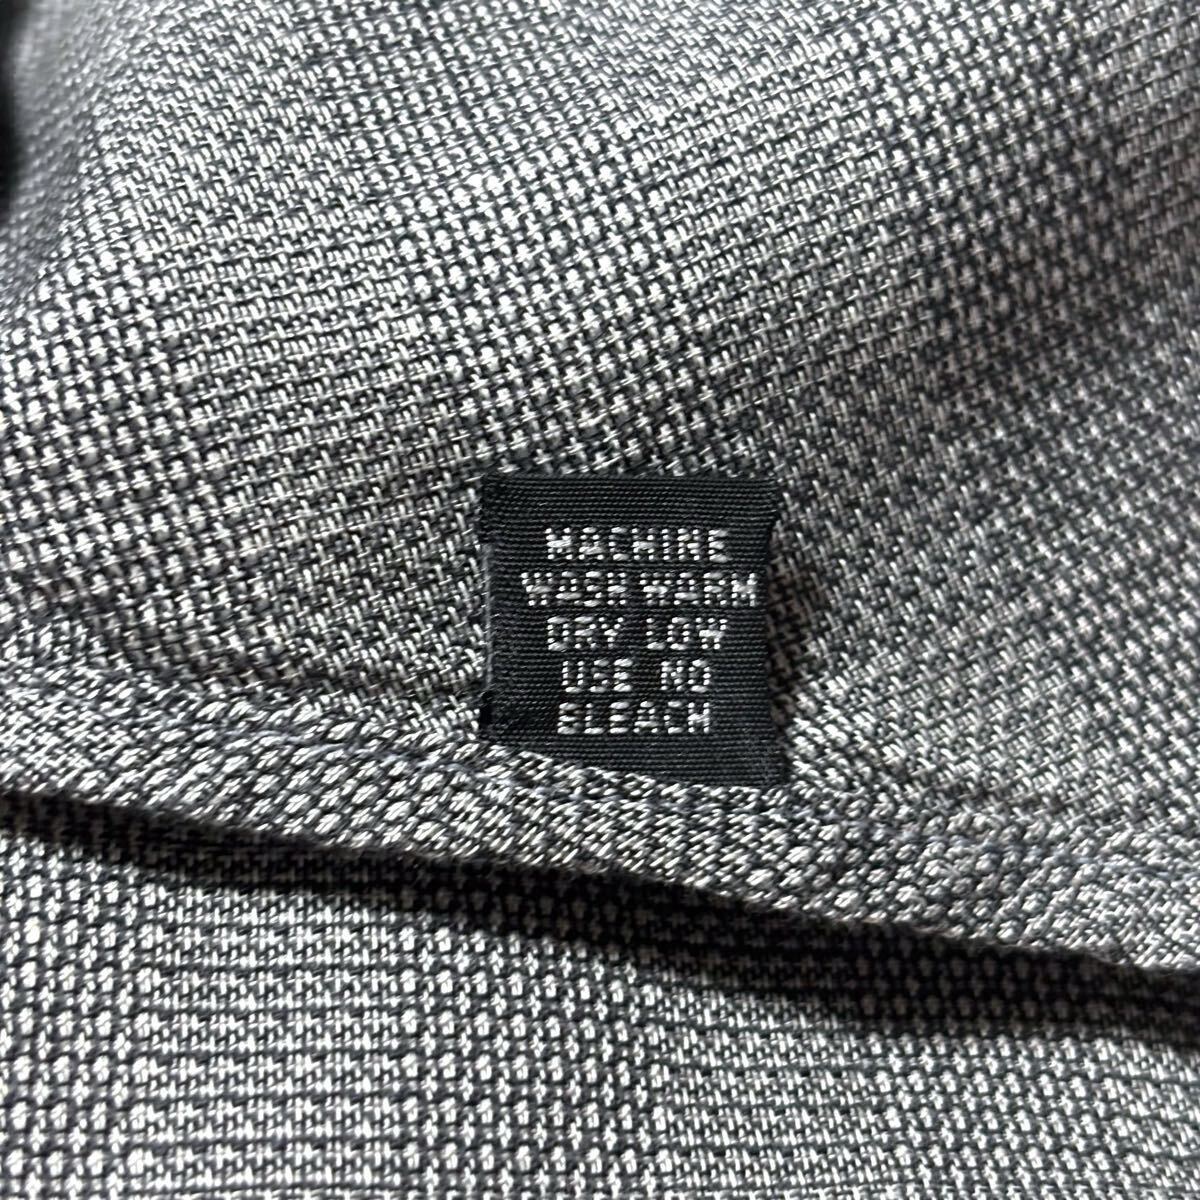 MACHINE
WASH WARM
DRY LOW
USE NO
BLEACH